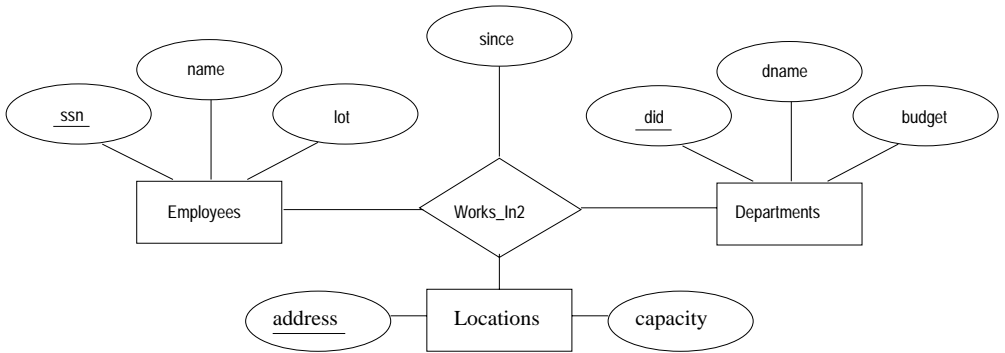 since
name
dname
ssn
lot
did
budget
Employees
Works_In2
Departments
address
Locations
capacity